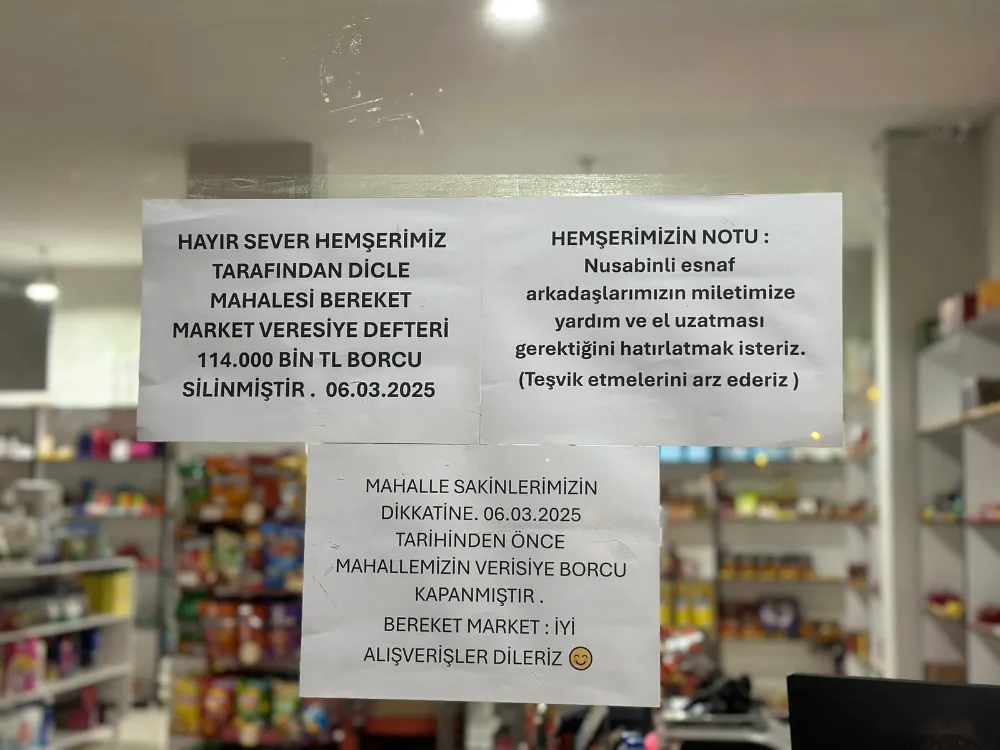 HAYIR SEVER HEMŞERİMİZ
TARAFINDAN DİCLE
MAHALESİ BEREKET
MARKET VERESİYE DEFTERİ
114.000 BİN TL BORCU
SİLİNMİŞTİR . 06.03.2025
HEMŞERİMİZİN NOTU :
Nusabinli esnaf
arkadaşlarımızın miletimize
yardım ve el uzatması
gerektiğini hatırlatmak isteriz.
(Teşvik etmelerini arz ederiz )
MAHALLE SAKİNLERİMİZİN
DİKKATİNE. 06.03.2025
TARİHİNDEN ÖNCE
MAHALLEMİZİN VERİSİYE BORCU
KAPANMIŞTIR .
BEREKET MARKET : İYİ
ALIŞVERİŞLER DİLERİZ 😊